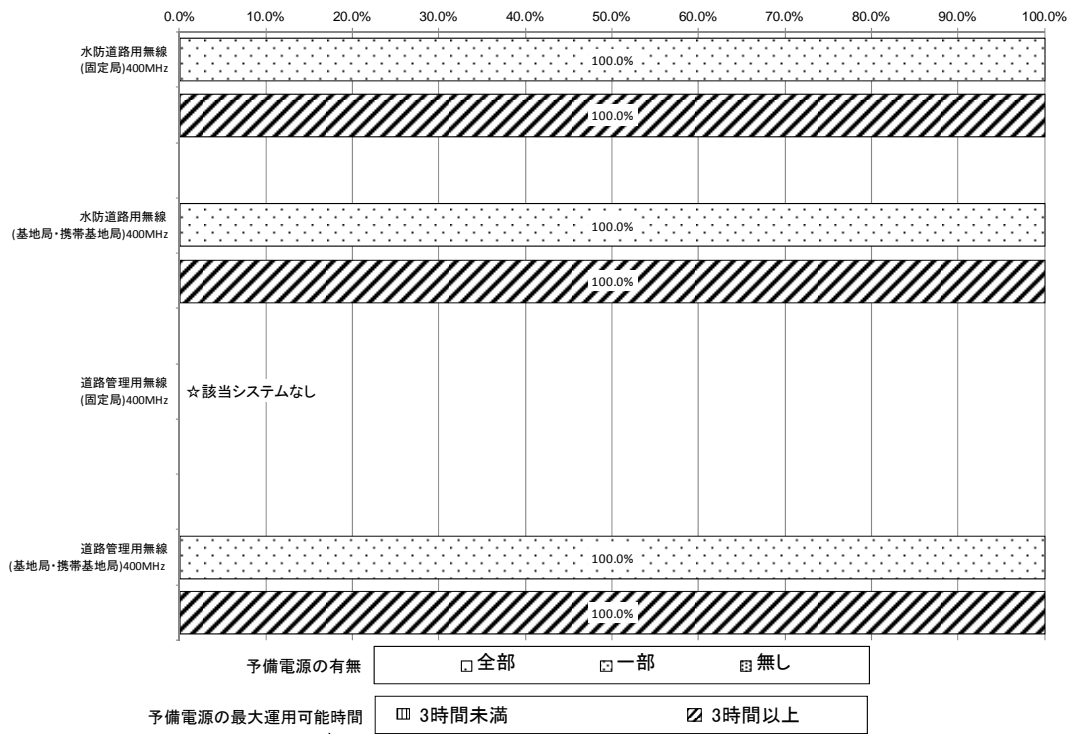 0.0% 10.0% 20.0% 30.0% 40.0% 50.0% 60.0% 70.0% 80.0% 90.0% 100.0%
水防道路用無線
(固定局)400MHz
100.0%
100.0%
水防道路用無線
(基地局・携帯基地局)400MHz
100.0%
100.0%
道路管理用無線
(固定局)400MHz
☆該当システムなし
道路管理用無線
(基地局・携帯基地局)400MHz
100.0%
100.0%
予備電源の有無 全部 一部 無し
予備電源の最大運用可能時間 3時間未満 3時間以上